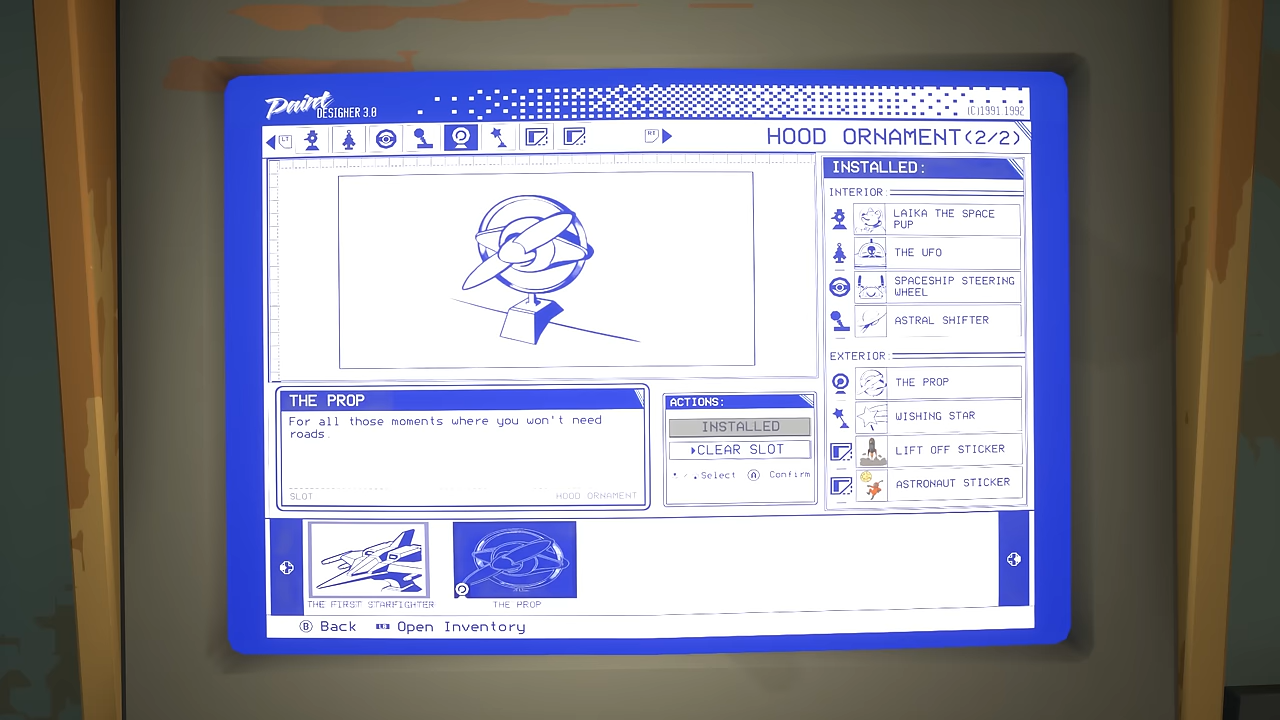 Paint
DESIGNER 3.0
(C)1991 1992
LT
RT
HOOD ORNAMENT(2/2)
INSTALLED:
INTERIOR:
LAIKA THE SPACE
PUP
THE UFO
SPACESHIP STEERING
WHEEL
ASTRAL SHIFTER
EXTERIOR:
THE PROP
WISHING STAR
LIFT OFF STICKER
ASTRONAUT STICKER
THE PROP
For all those moments where you won't need
roads.
SLOT
HOOD ORNAMENT
ACTIONS:
INSTALLED
CLEAR SLOT
Select
A Confirm
THE FIRST STARFIGHTER
THE PROP
B Back
LB Open Inventory